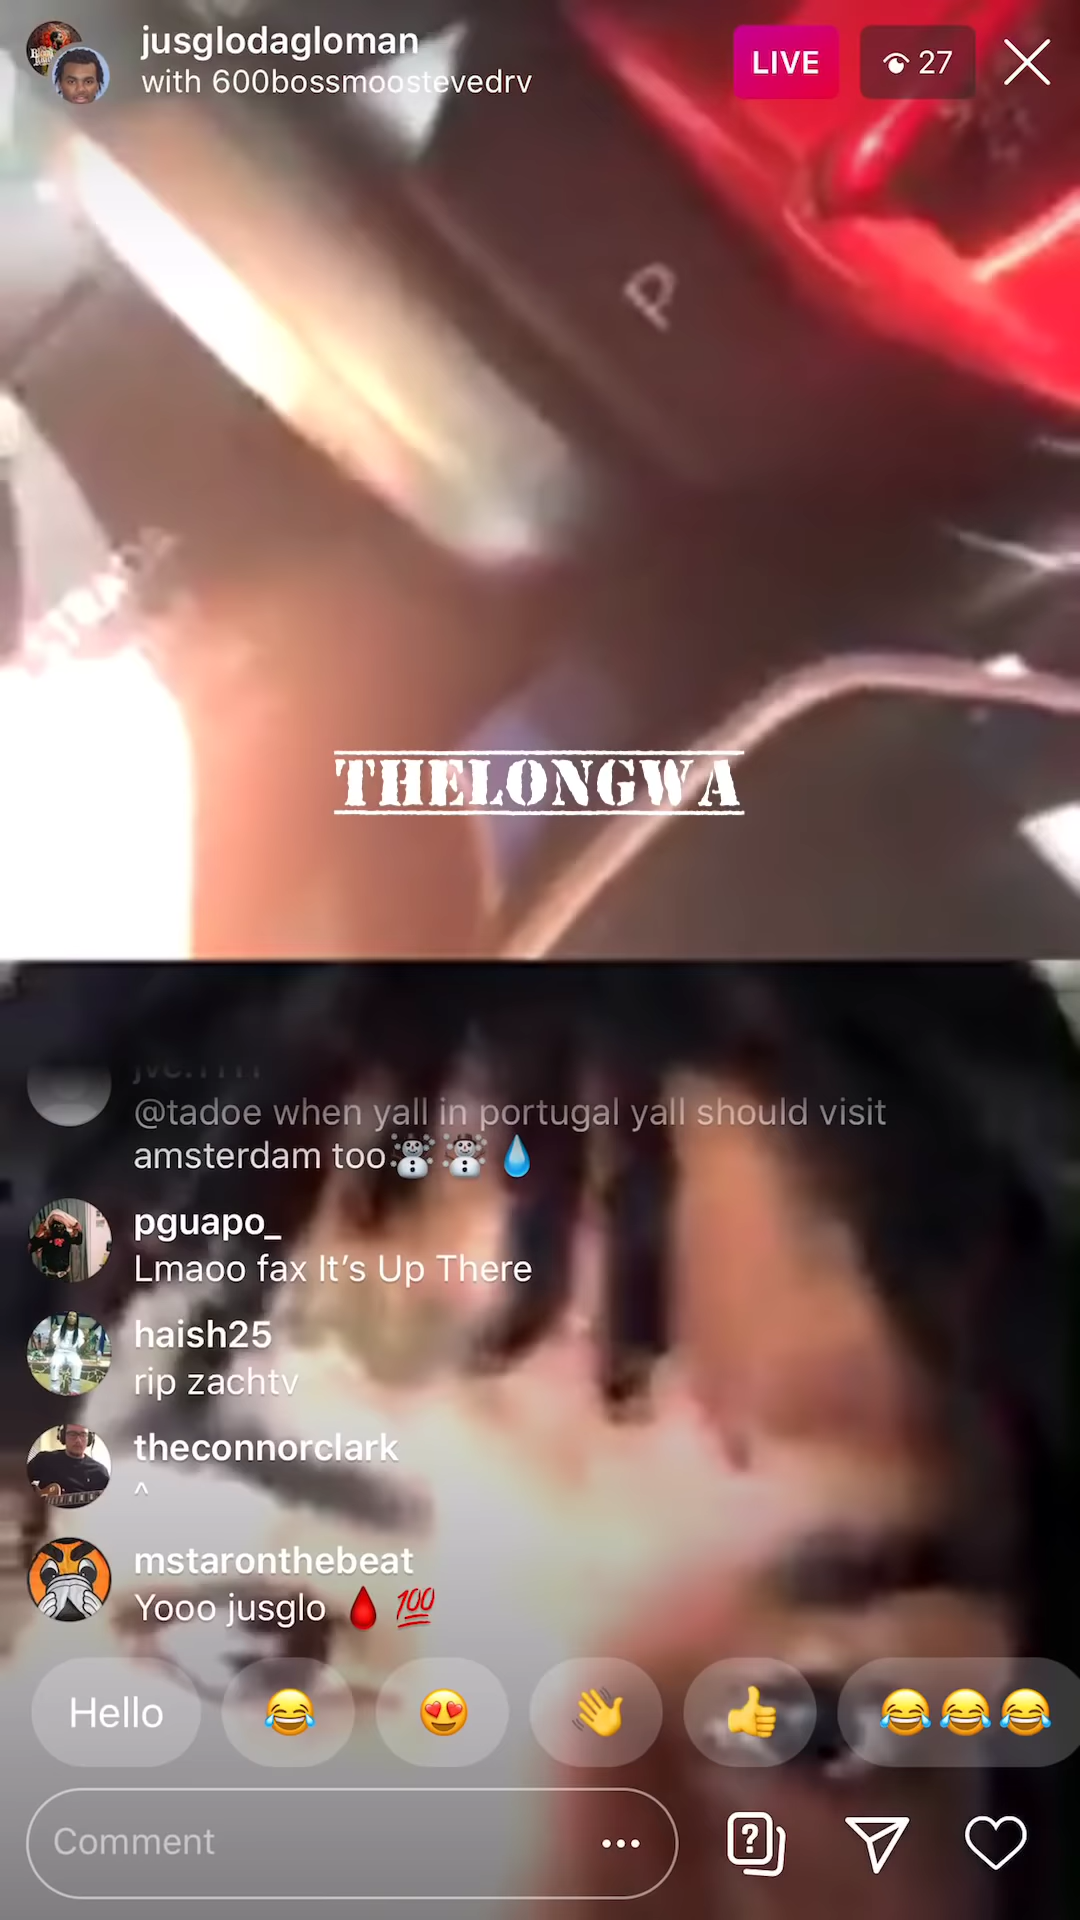 jusglodagloman
with 600bossmoostevedrv
LIVE
27
P
THELONGWA
@tadoe when yall in portugal yall should visit
amsterdam too☃️☃️💧
pguapo_
Lmaoo fax It’s Up There
haish25
rip zachtv
theconnorclark
^
mstaronthebeat
Yooo jusglo 🩸 💯
Hello 😂 😍 👋 👍 😂😂😂
Comment